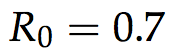 R₀ = 0.7